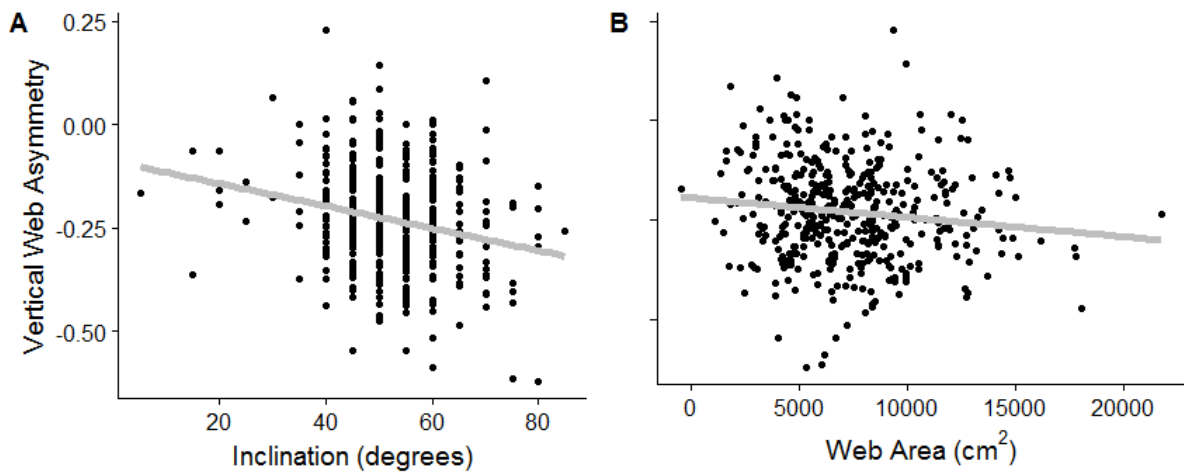 A
B
Vertical Web Asymmetry
0.25
0.00
-0.25
-0.50
20 40 60 80
0 5000 10000 15000 20000
Inclination (degrees)
Web Area (cm²)